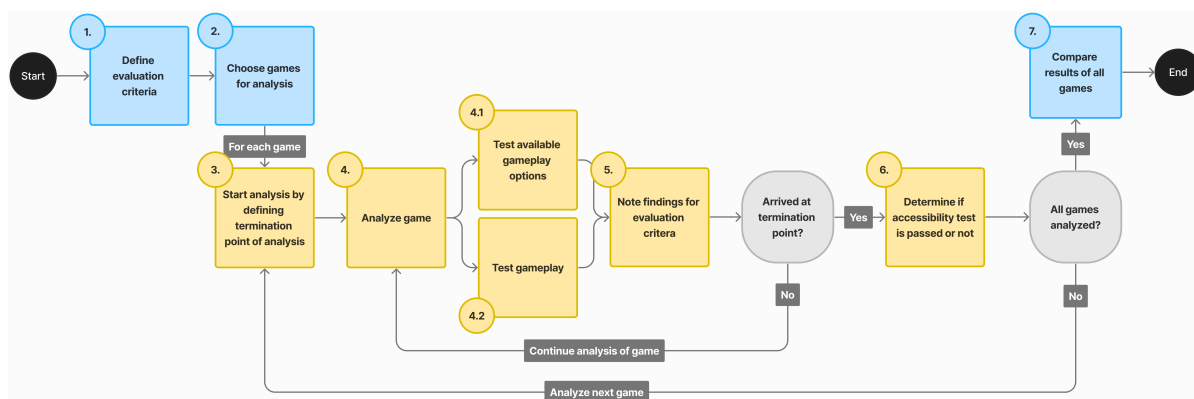 Start
1.
Define
evaluation
criteria
2.
Choose games
for analysis
For each game
3.
Start analysis by
defining
termination
point of analysis
4.
Analyze game
4.1
Test available
gameplay
options
Test gameplay
4.2
5.
Note findings for
evaluation
critera
Arrived at
termination
point?
Yes
No
Continue analysis of game
6.
Determine if
accessibility test
is passed or not
All games
analyzed?
Yes
No
Analyze next game
7.
Compare
results of all
games
End